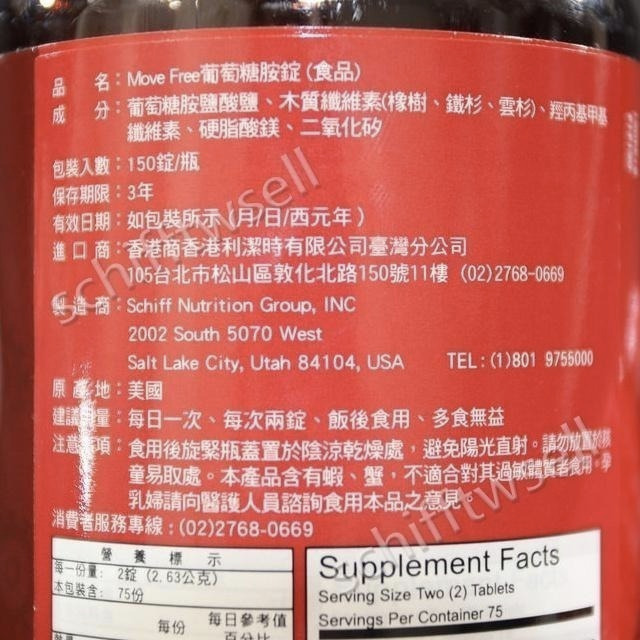 品 名：Move Free葡萄糖胺錠 (食品)
成 分：葡萄糖胺鹽酸鹽、木質纖維素(橡樹、鐵杉、雲杉)、羥丙基甲基
纖維素、硬脂酸鎂、二氧化矽
包裝入數：150錠/瓶
保存期限：3年
有效日期：如包裝所示 (月/日/西元年)
進 口 商：香港商香港利潔時有限公司臺灣分公司
105台北市松山區敦化北路150號11樓 (02)2768-0669
製 造 商：Schiff Nutrition Group, INC
2002 South 5070 West
Salt Lake City, Utah 84104, USA TEL: (1)801 9755000
原 產 地：美國
建議用量：每日一次、每次兩錠、飯後食用、多食無益
注意事項：食用後旋緊瓶蓋置於陰涼乾燥處，避免陽光直射。請勿放置於孩
童易取處。本產品含有蝦、蟹，不適合對其過敏體質者食用。孕
乳婦請向醫護人員諮詢食用本品之意見。
消費者服務專線：(02)2768-0669
營 養 標 示
每一份量： 2錠 (2.63公克)
本包裝含： 75份
每份 每日參考值
百分比
Supplement Facts
Serving Size Two (2) Tablets
Servings Per Container 75
schifftwsell
schifftwsell